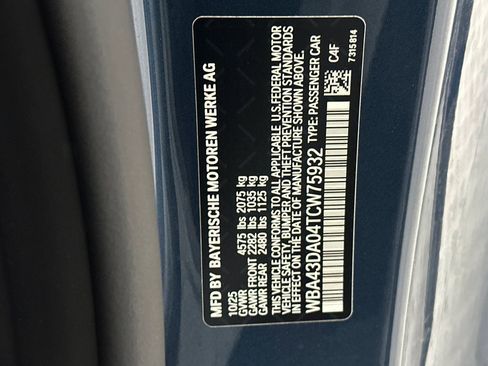 MFD BY BAYERISCHE MOTOREN WERKE AG
10/25
GVWR 4575 lbs 2075 kg
GAWR FRONT 2282 lbs 1035 kg
GAWR REAR 2480 lbs 1125 kg
THIS VEHICLE CONFORMS TO ALL APPLICABLE U.S.FEDERAL MOTOR
VEHICLE SAFETY, BUMPER AND THEFT PREVENTION STANDARDS
IN EFFECT ON THE DATE OF MANUFACTURE SHOWN ABOVE.
WBA43DA04TCW75932 TYPE: PASSENGER CAR
C4F
7315814